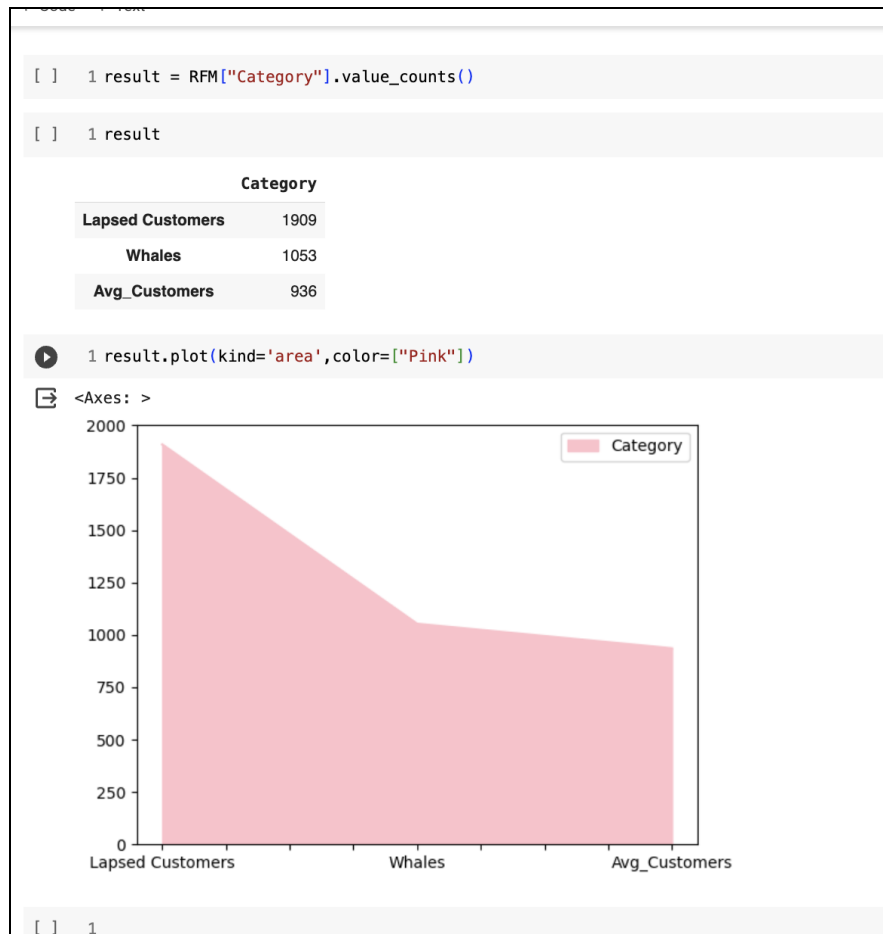 [ ] 1 result = RFM["Category"].value_counts()
[ ] 1 result
Category
Lapsed Customers 1909
Whales 1053
Avg_Customers 936
1 result.plot(kind='area',color=["Pink"])
<Axes: >
2000
Category
1750
1500
1250
1000
750
500
250
0
Lapsed Customers Whales Avg_Customers
[ ] 1